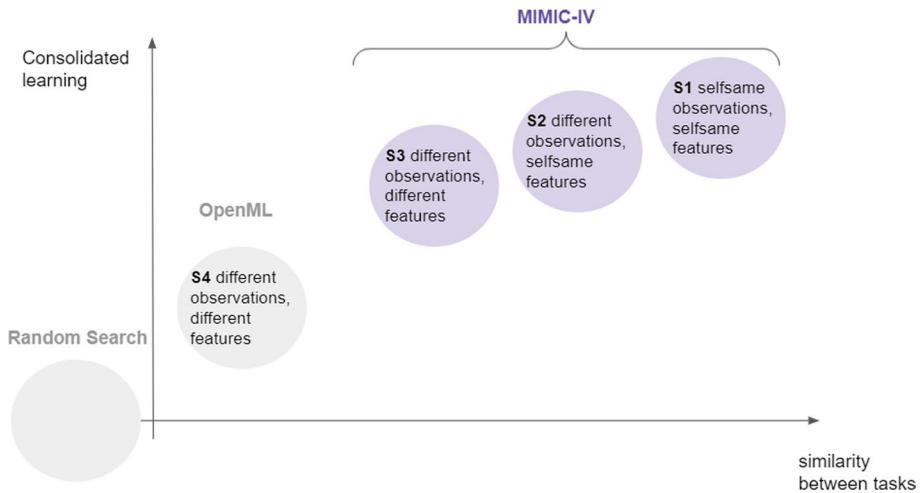 MIMIC-IV
Consolidated
learning
S1 selfsame
observations,
selfsame
features
S2 different
observations,
selfsame
features
S3 different
observations,
different
features
OpenML
S4 different
observations,
different
features
Random Search
similarity
between tasks